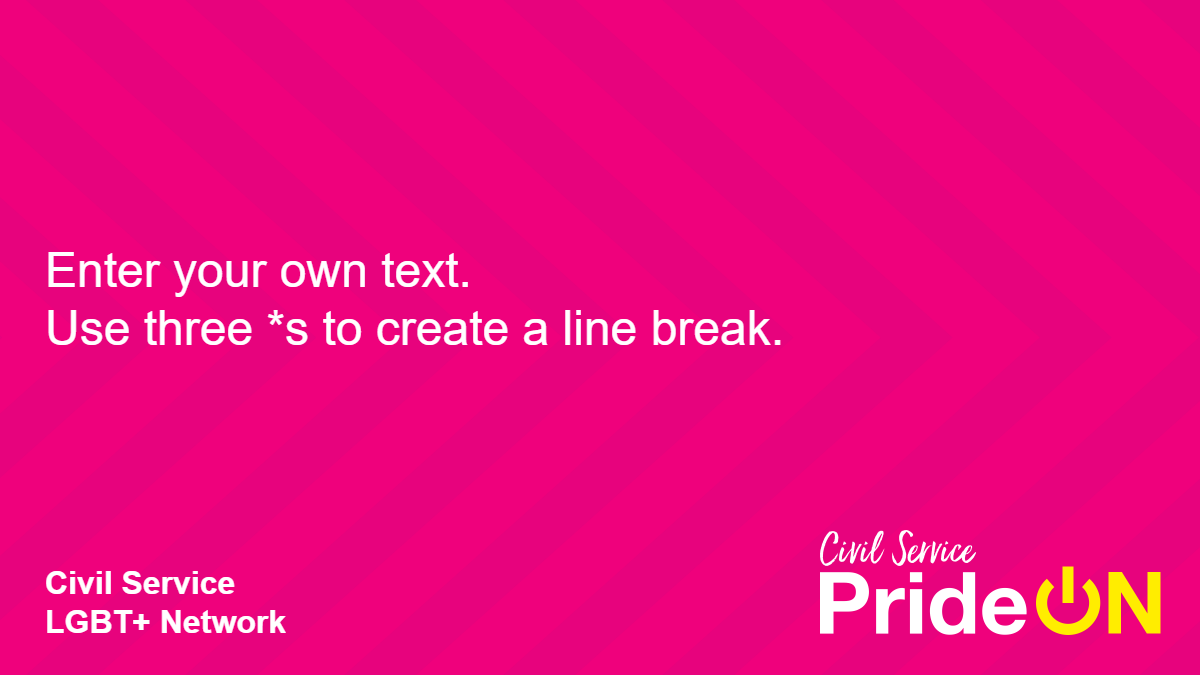 Enter your own text.
Use three *s to create a line break.
Civil Service
LGBT+ Network
Civil Service
PrideON